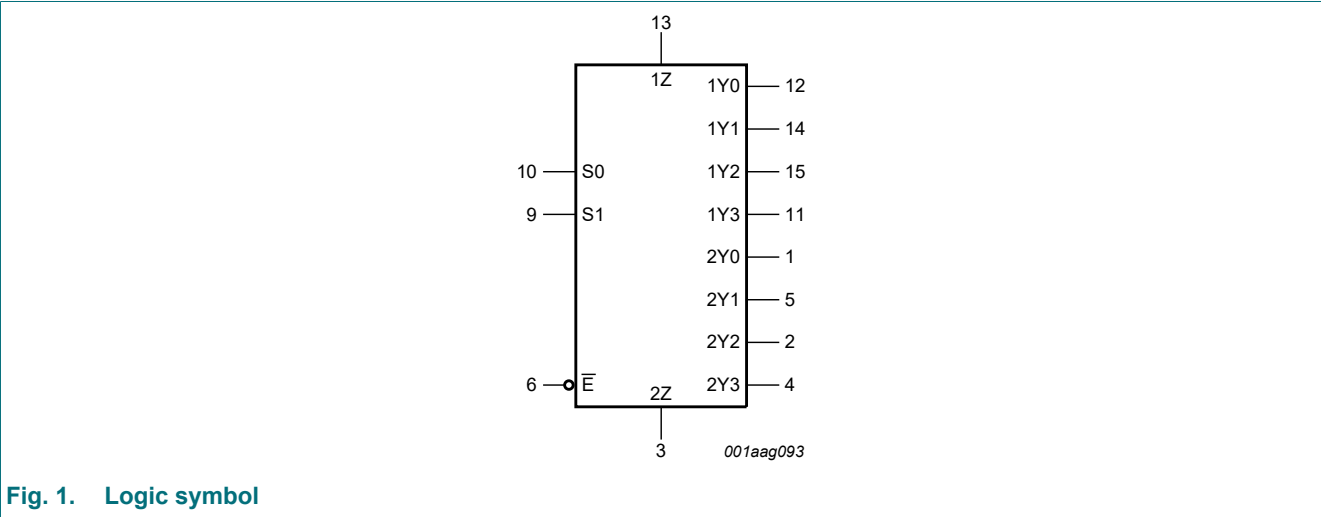 13
1Z
1Y0 12
1Y1 14
10 S0 1Y2 15
9 S1 1Y3 11
2Y0 1
2Y1 5
2Y2 2
6 E̅ 2Y3 4
2Z
3 001aag093
Fig. 1. Logic symbol